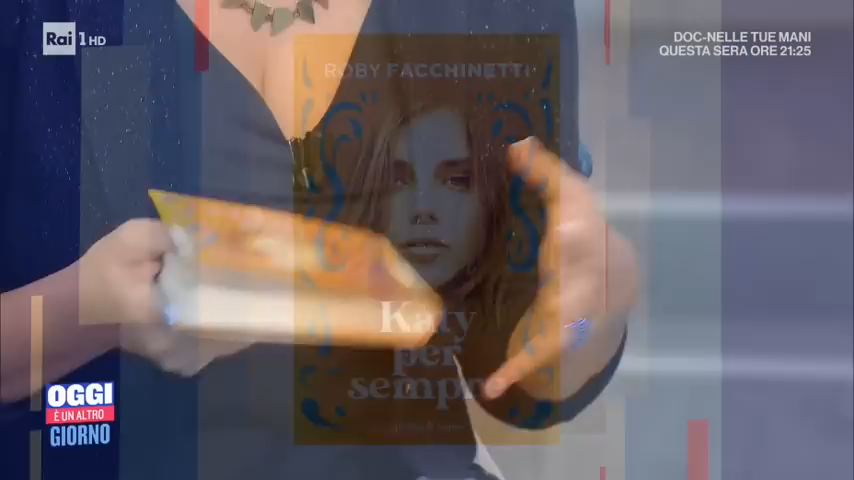 Rai 1 HD
DOC-NELLE TUE MANI
QUESTA SERA ORE 21:25
ROBY FACCHINETTI
Katy
per
sempre
OGGI
È UN ALTRO
GIORNO